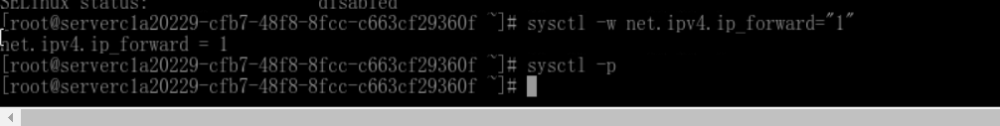 SELinux status:                 disabled
[root@serverc1a20229-cfb7-48f8-8fcc-c663cf29360f ~]# sysctl -w net.ipv4.ip_forward="1"
net.ipv4.ip_forward = 1
[root@serverc1a20229-cfb7-48f8-8fcc-c663cf29360f ~]# sysctl -p
[root@serverc1a20229-cfb7-48f8-8fcc-c663cf29360f ~]#